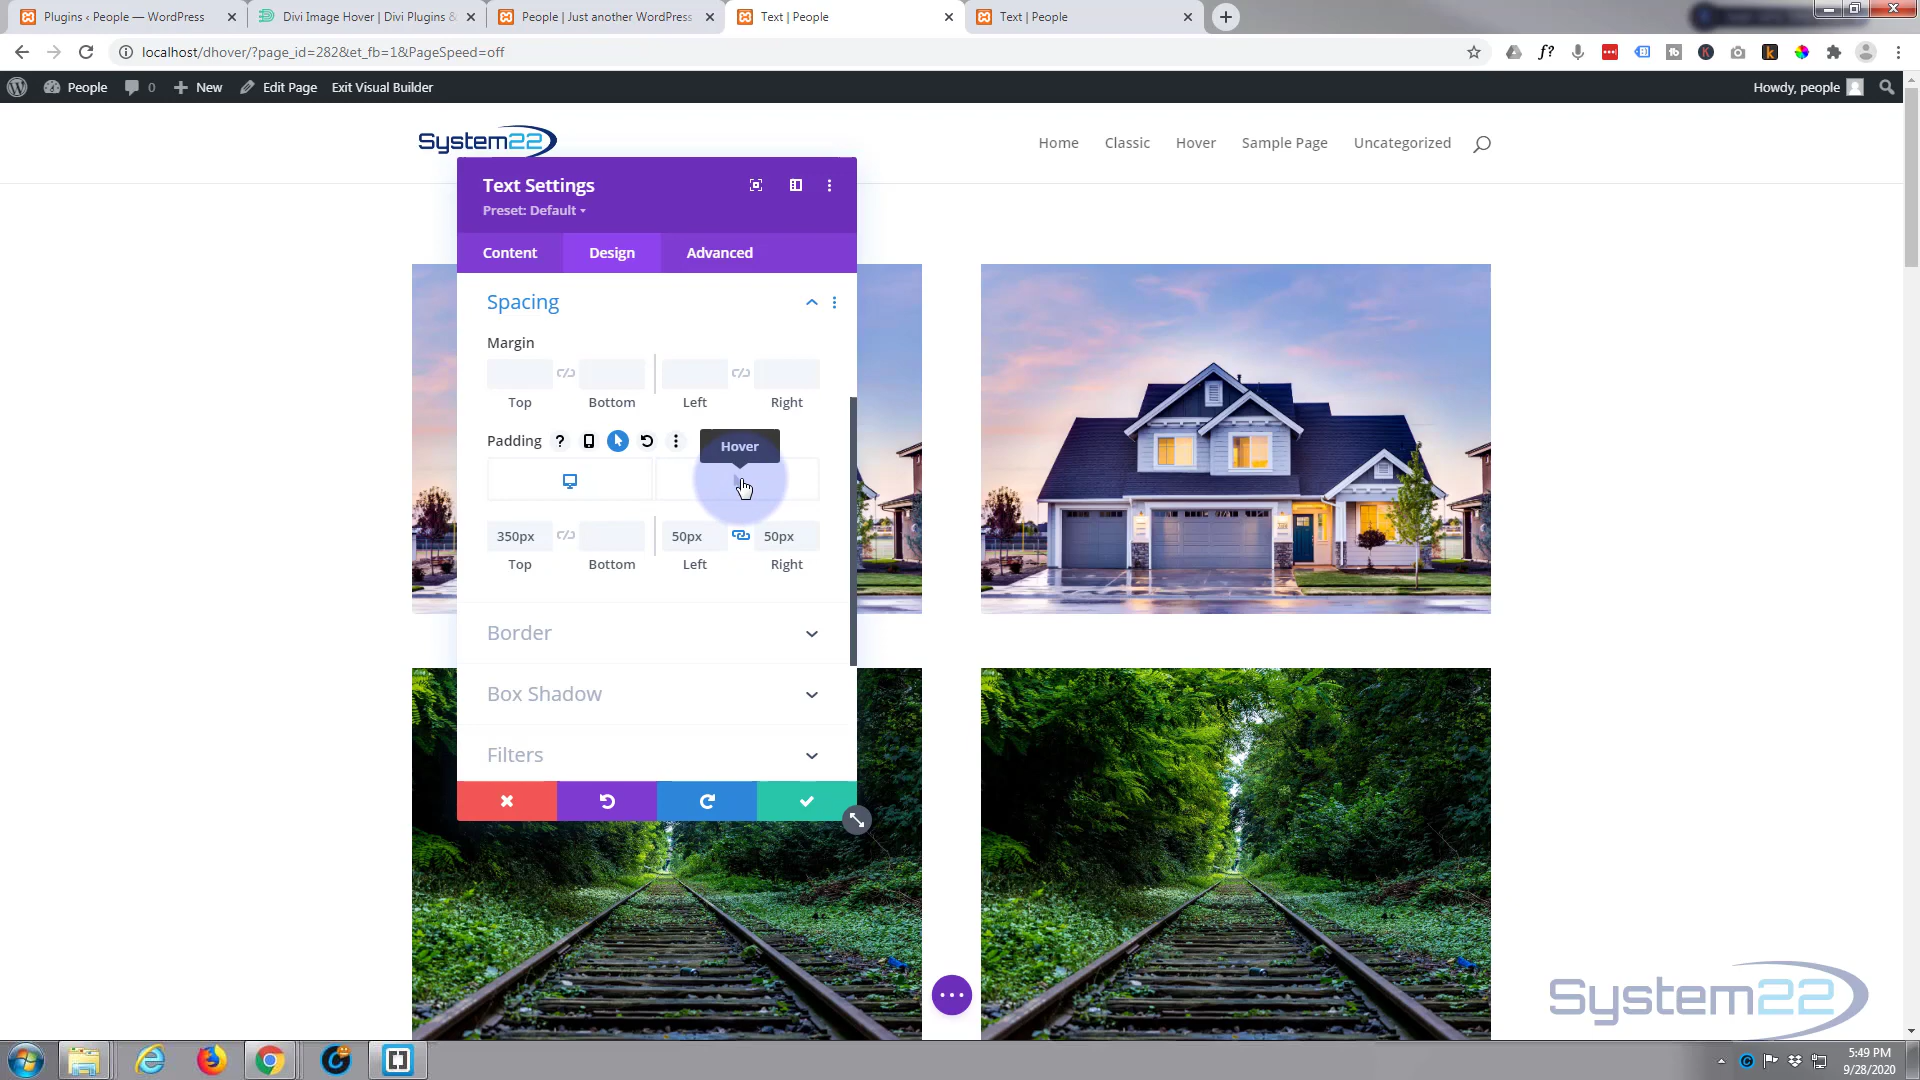 Plugins ‹ People — WordPress
Divi Image Hover | Divi Plugins &
People | Just another WordPress
Text | People
Text | People
localhost/dhover/?page_id=282&et_fb=1&PageSpeed=off
People
0
New
Edit Page
Exit Visual Builder
Howdy, people
System22
Home
Classic
Hover
Sample Page
Uncategorized
Text Settings
Preset: Default
Content
Design
Advanced
Spacing
Margin
Top
Bottom
Left
Right
Padding
Hover
350px
50px
50px
Top
Bottom
Left
Right
Border
Box Shadow
Filters
System22
5:49 PM
9/28/2020